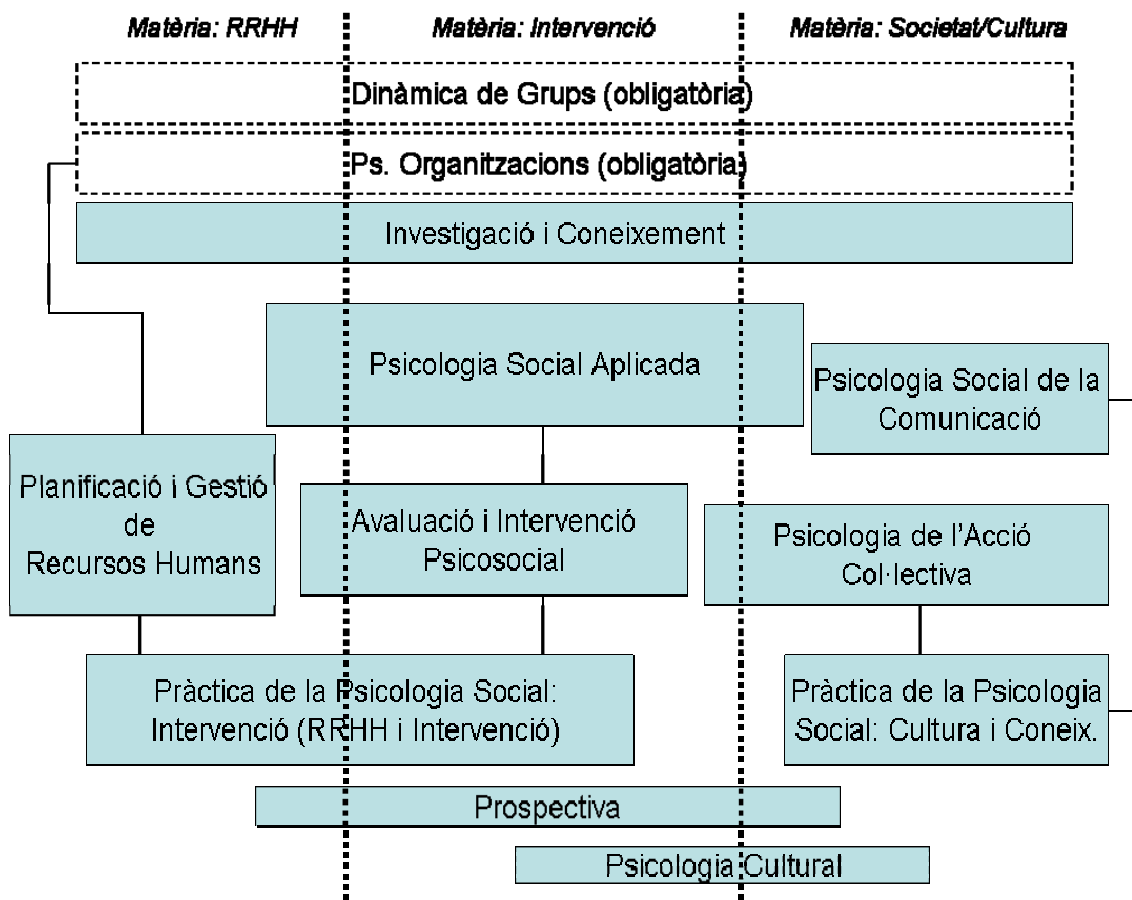 Matèria: RRHH
Matèria: Intervenció
Matèria: Societat/Cultura
Dinàmica de Grups (obligatòria)
Ps. Organitzacions (obligatòria)
Investigació i Coneixement
Psicologia Social Aplicada
Psicologia Social de la
Comunicació
Planificació i Gestió
de
Recursos Humans
Avaluació i Intervenció
Psicosocial
Psicologia de l'Acció
Col·lectiva
Pràctica de la Psicologia Social:
Intervenció (RRHH i Intervenció)
Pràctica de la Psicologia
Social: Cultura i Coneix.
Prospectiva
Psicologia Cultural